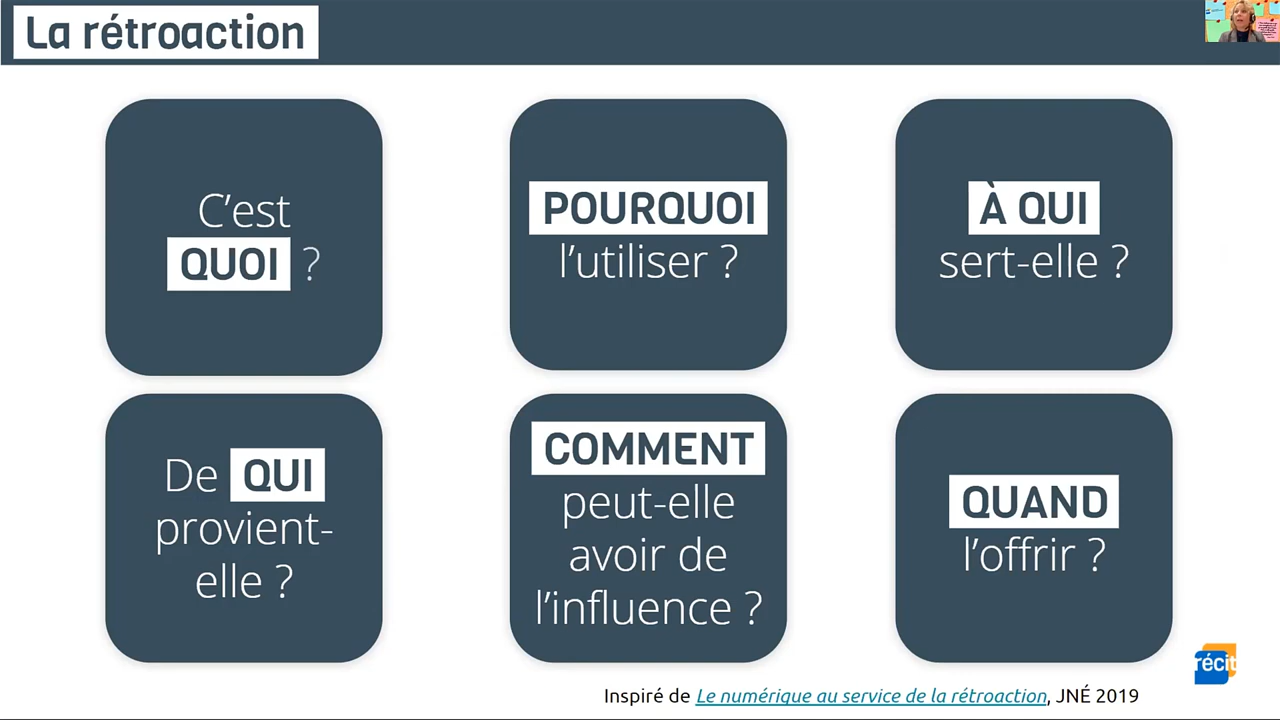 La rétroaction
C'est
QUOI ?
POURQUOI
l'utiliser ?
À QUI
sert-elle ?
De QUI
provient-
elle ?
COMMENT
peut-elle
avoir de
l'influence ?
QUAND
l'offrir ?
récit
Inspiré de Le numérique au service de la rétroaction, JNÉ 2019